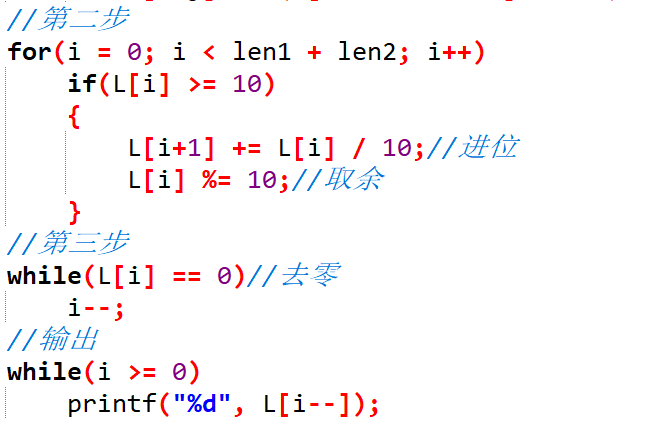 //第二步
for(i = 0; i < len1 + len2; i++)
    if(L[i] >= 10)
    {
        L[i+1] += L[i] / 10;//进位
        L[i] %= 10;//取余
    }
//第三步
while(L[i] == 0)//去零
    i--;
//输出
while(i >= 0)
    printf("%d", L[i--]);